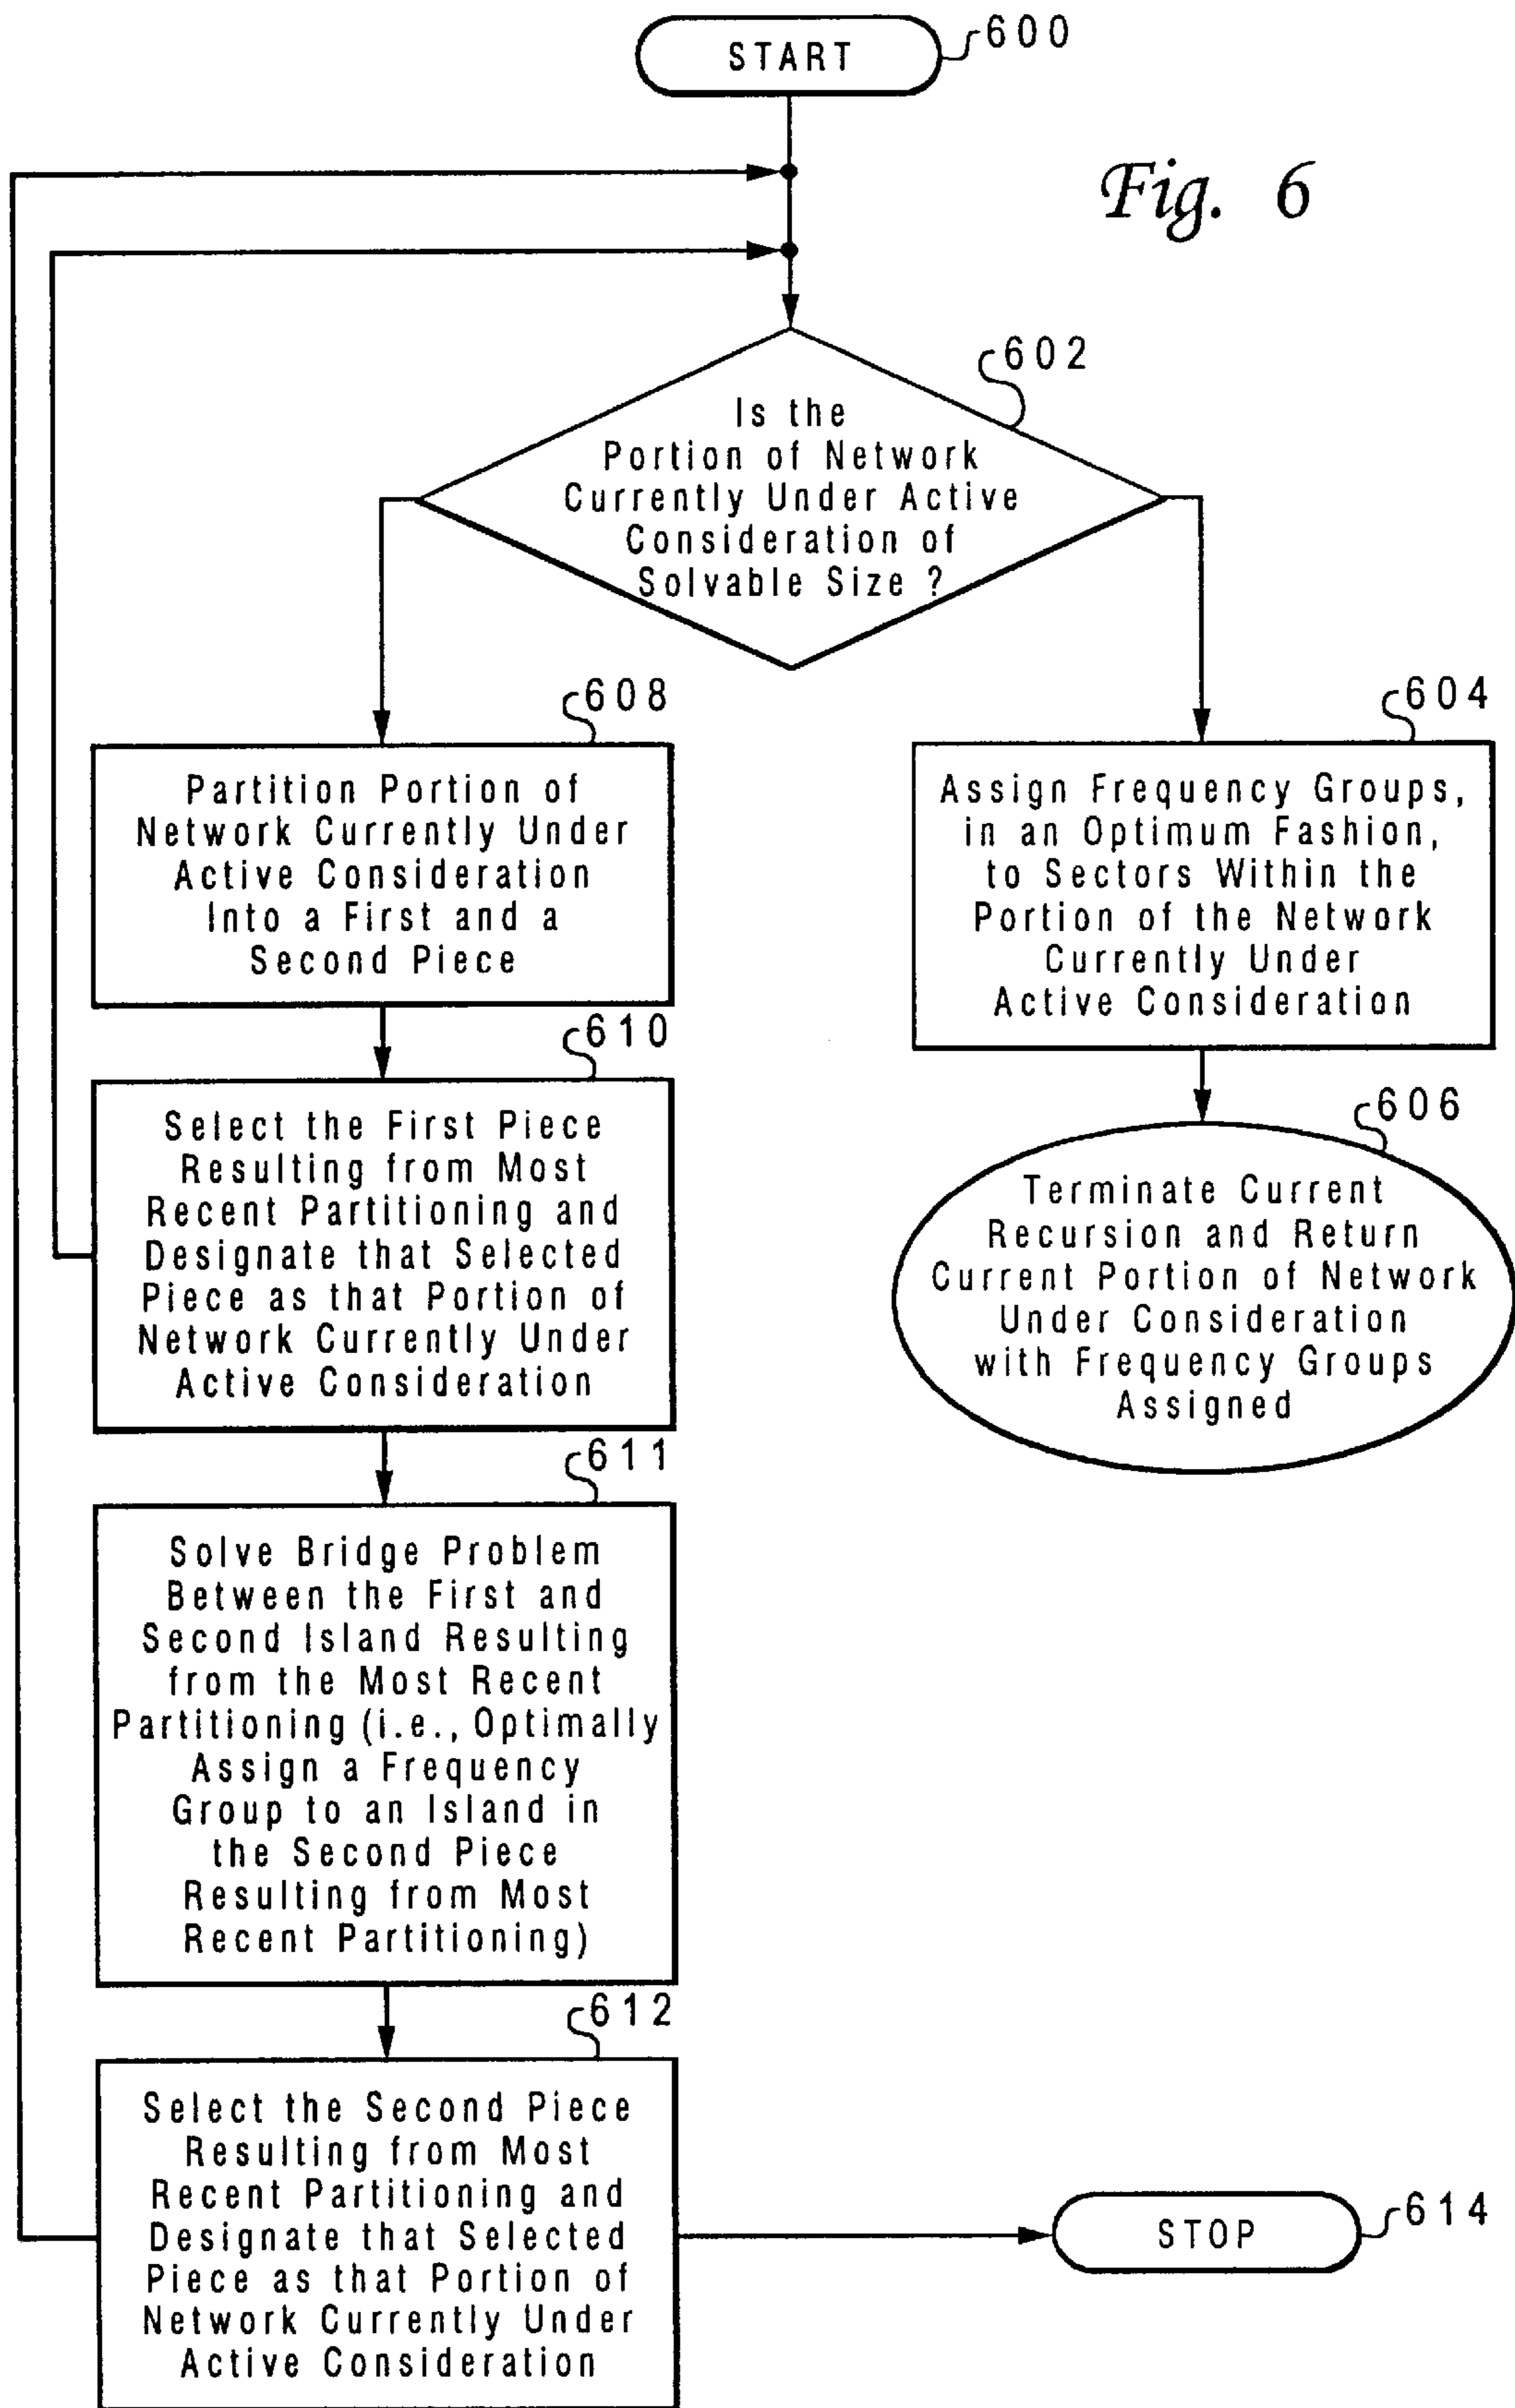 START
600
Fig. 6
602
Is the
Portion of Network
Currently Under Active
Consideration of
Solvable Size ?
608
Partition Portion of
Network Currently Under
Active Consideration
Into a First and a
Second Piece
604
Assign Frequency Groups,
in an Optimum Fashion,
to Sectors Within the
Portion of the Network
Currently Under
Active Consideration
610
Select the First Piece
Resulting from Most
Recent Partitioning and
Designate that Selected
Piece as that Portion of
Network Currently Under
Active Consideration
606
Terminate Current
Recursion and Return
Current Portion of Network
Under Consideration
with Frequency Groups
Assigned
611
Solve Bridge Problem
Between the First and
Second Island Resulting
from the Most Recent
Partitioning (i.e., Optimally
Assign a Frequency
Group to an Island in
the Second Piece
Resulting from Most
Recent Partitioning)
612
Select the Second Piece
Resulting from Most
Recent Partitioning and
Designate that Selected
Piece as that Portion of
Network Currently Under
Active Consideration
STOP
614